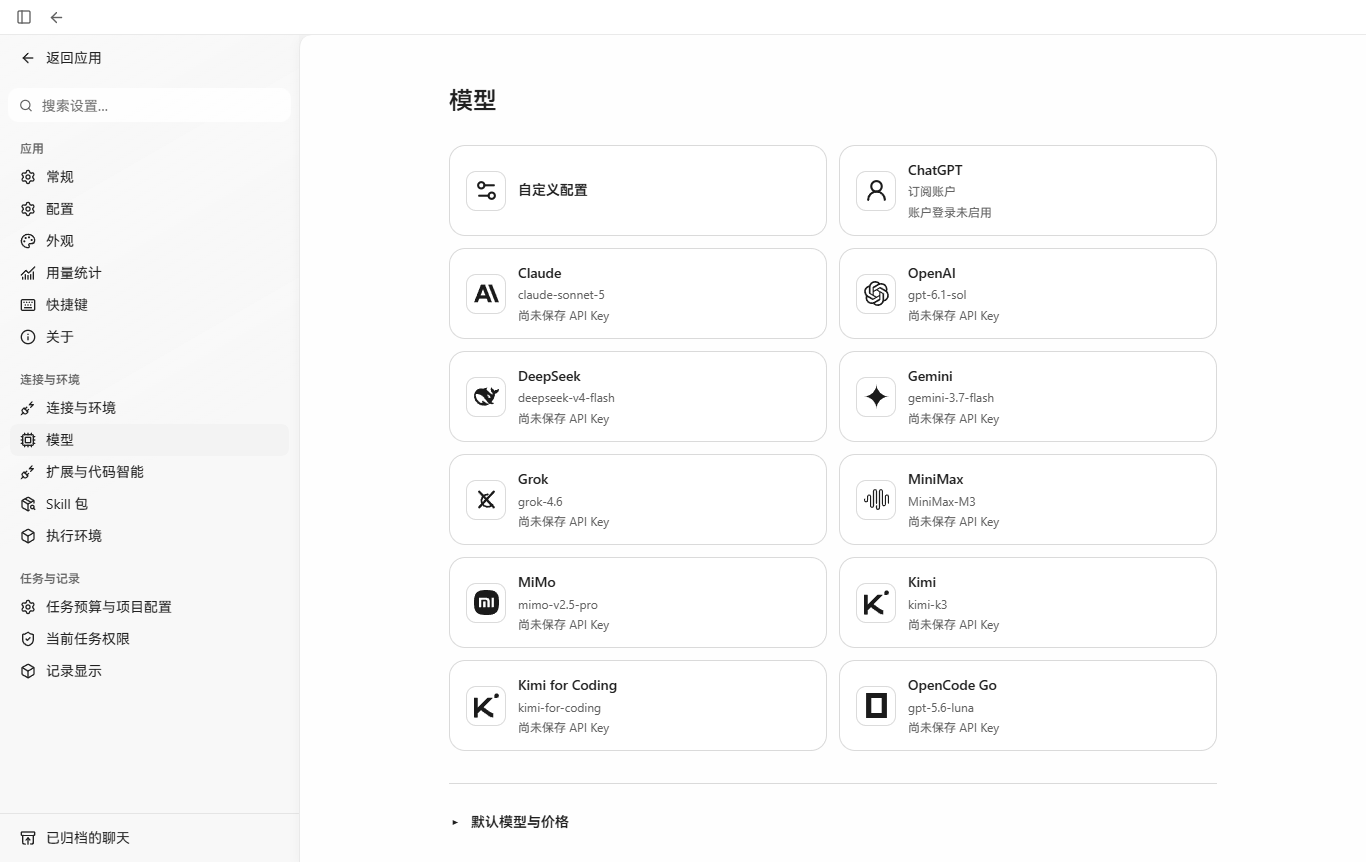 返回应用
搜索设置...
应用
常规
配置
外观
用量统计
快捷键
关于
连接与环境
连接与环境
模型
扩展与代码智能
Skill 包
执行环境
任务与记录
任务预算与项目配置
当前任务权限
记录显示
已归档的聊天
模型
自定义配置
ChatGPT
订阅账户
账户登录未启用
Claude
claude-sonnet-5
尚未保存 API Key
OpenAI
gpt-6.1-sol
尚未保存 API Key
DeepSeek
deepseek-v4-flash
尚未保存 API Key
Gemini
gemini-3.7-flash
尚未保存 API Key
Grok
grok-4.6
尚未保存 API Key
MiniMax
MiniMax-M3
尚未保存 API Key
MiMo
mimo-v2.5-pro
尚未保存 API Key
Kimi
kimi-k3
尚未保存 API Key
Kimi for Coding
kimi-for-coding
尚未保存 API Key
OpenCode Go
gpt-5.6-luna
尚未保存 API Key
默认模型与价格